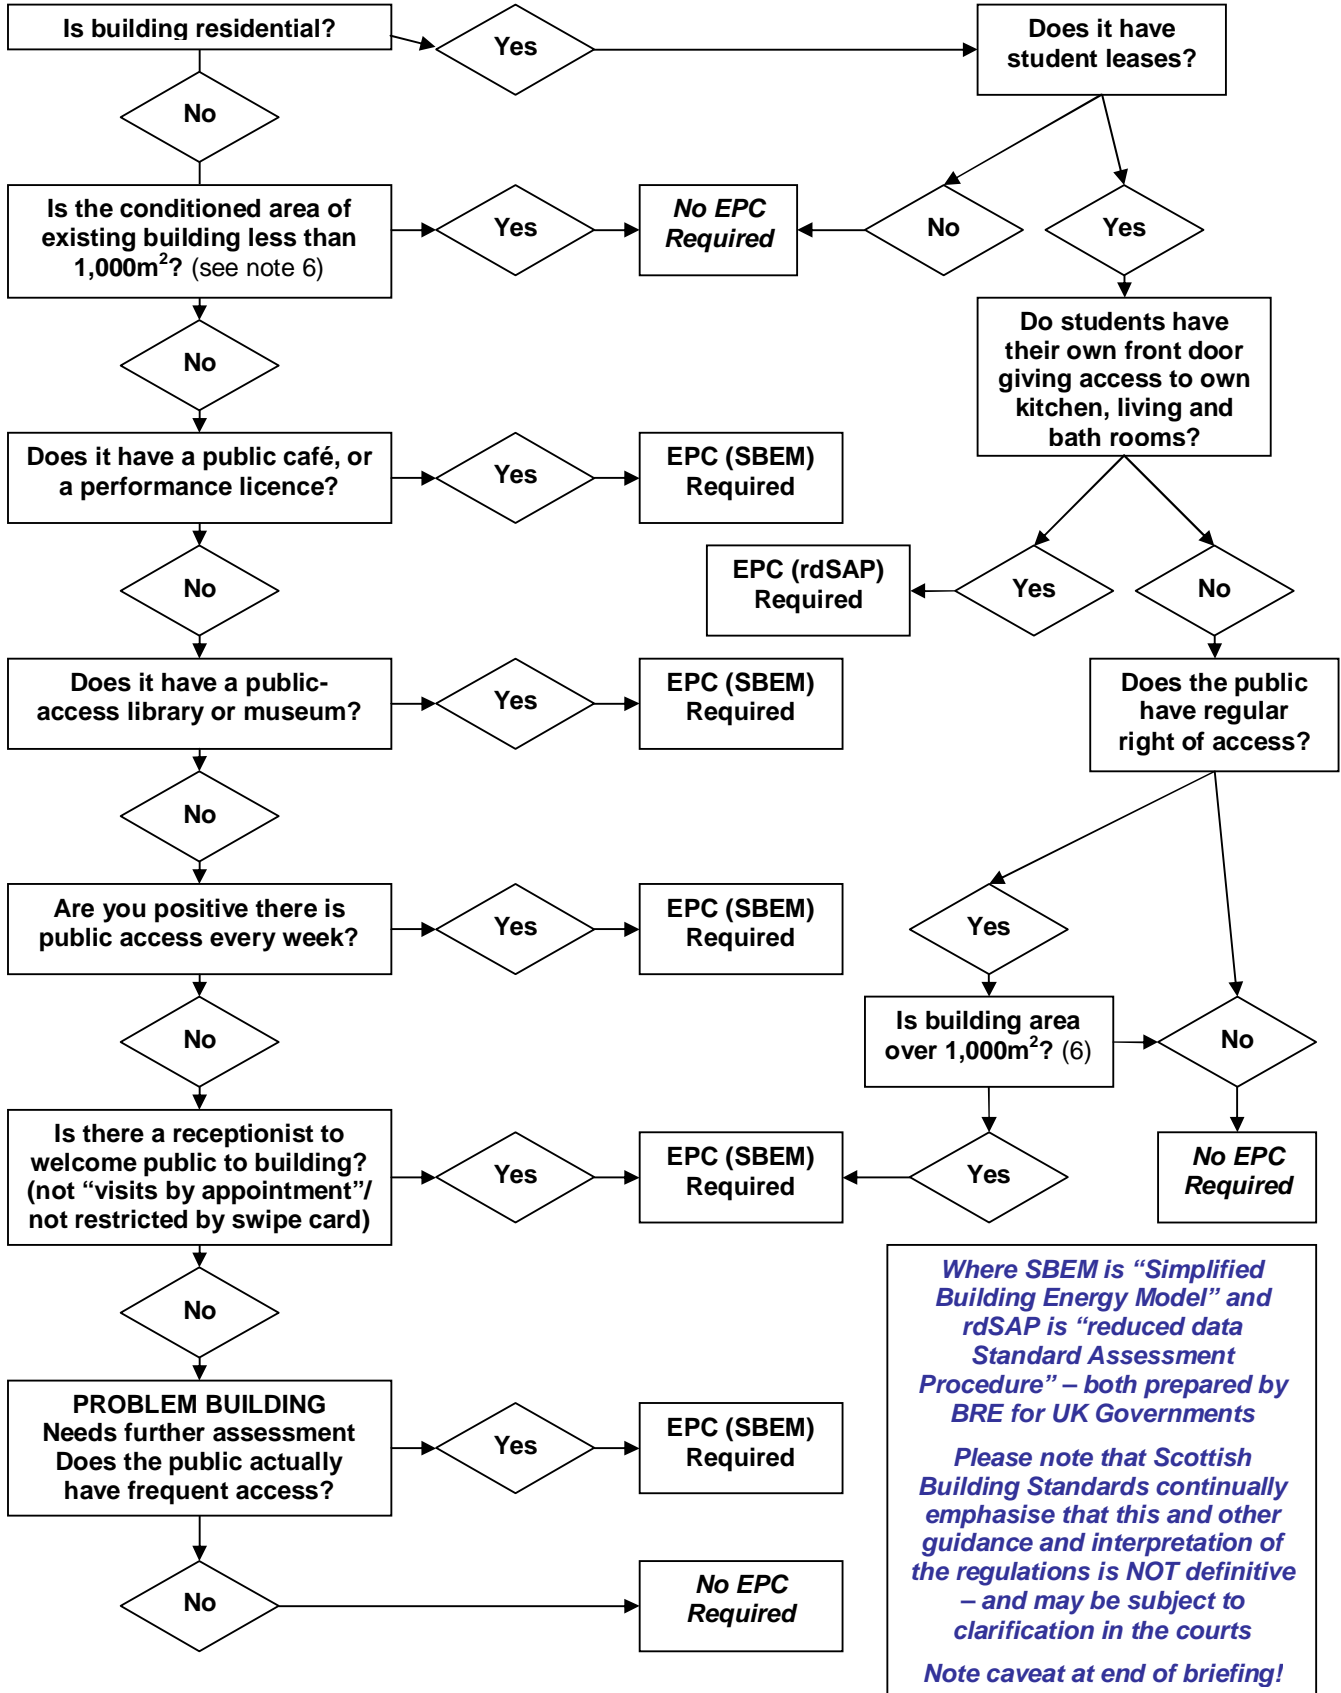 Is building residential?
Yes
Does it have
student leases?
No
Is the conditioned area of
existing building less than
1,000m²? (see note 6)
Yes
No EPC
Required
No
Yes
No
Do students have
their own front door
giving access to own
kitchen, living and
bath rooms?
Does it have a public café, or
a performance licence?
Yes
EPC (SBEM)
Required
No
EPC (rdSAP)
Required
Yes
No
Does it have a public-
access library or museum?
Yes
EPC (SBEM)
Required
Does the public
have regular
right of access?
No
Are you positive there is
public access every week?
Yes
EPC (SBEM)
Required
Yes
No
Is building area
over 1,000m²? (6)
No
Is there a receptionist to
welcome public to building?
(not “visits by appointment”/
not restricted by swipe card)
Yes
EPC (SBEM)
Required
Yes
No EPC
Required
No
PROBLEM BUILDING
Needs further assessment
Does the public actually
have frequent access?
Yes
EPC (SBEM)
Required
No
No EPC
Required
Where SBEM is “Simplified
Building Energy Model” and
rdSAP is “reduced data
Standard Assessment
Procedure” – both prepared by
BRE for UK Governments
Please note that Scottish
Building Standards continually
emphasise that this and other
guidance and interpretation of
the regulations is NOT definitive
– and may be subject to
clarification in the courts
Note caveat at end of briefing!